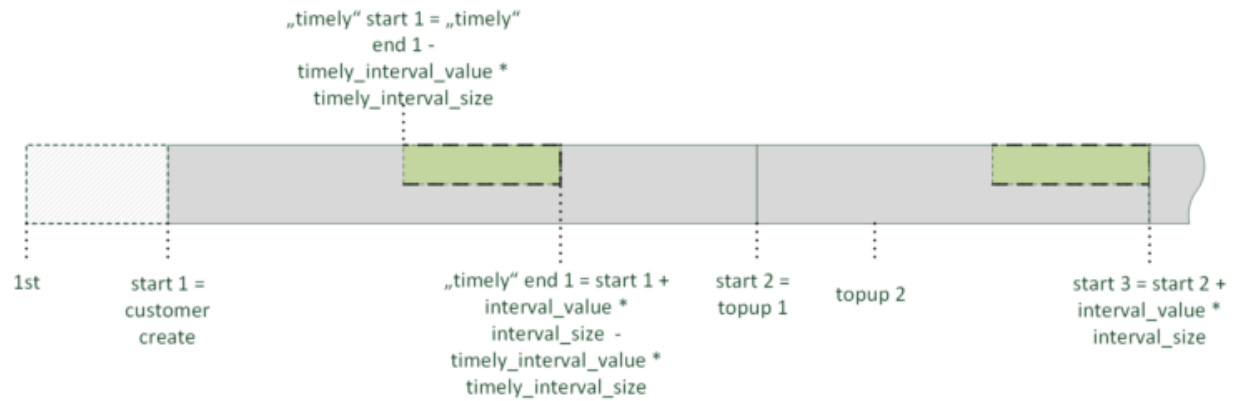 „timely“ start 1 = „timely“
end 1 -
timely_interval_value *
timely_interval_size
1st
start 1 =
customer
create
„timely“ end 1 = start 1 +
interval_value *
interval_size -
timely_interval_value *
timely_interval_size
start 2 =
topup 1
topup 2
start 3 = start 2 +
interval_value *
interval_size